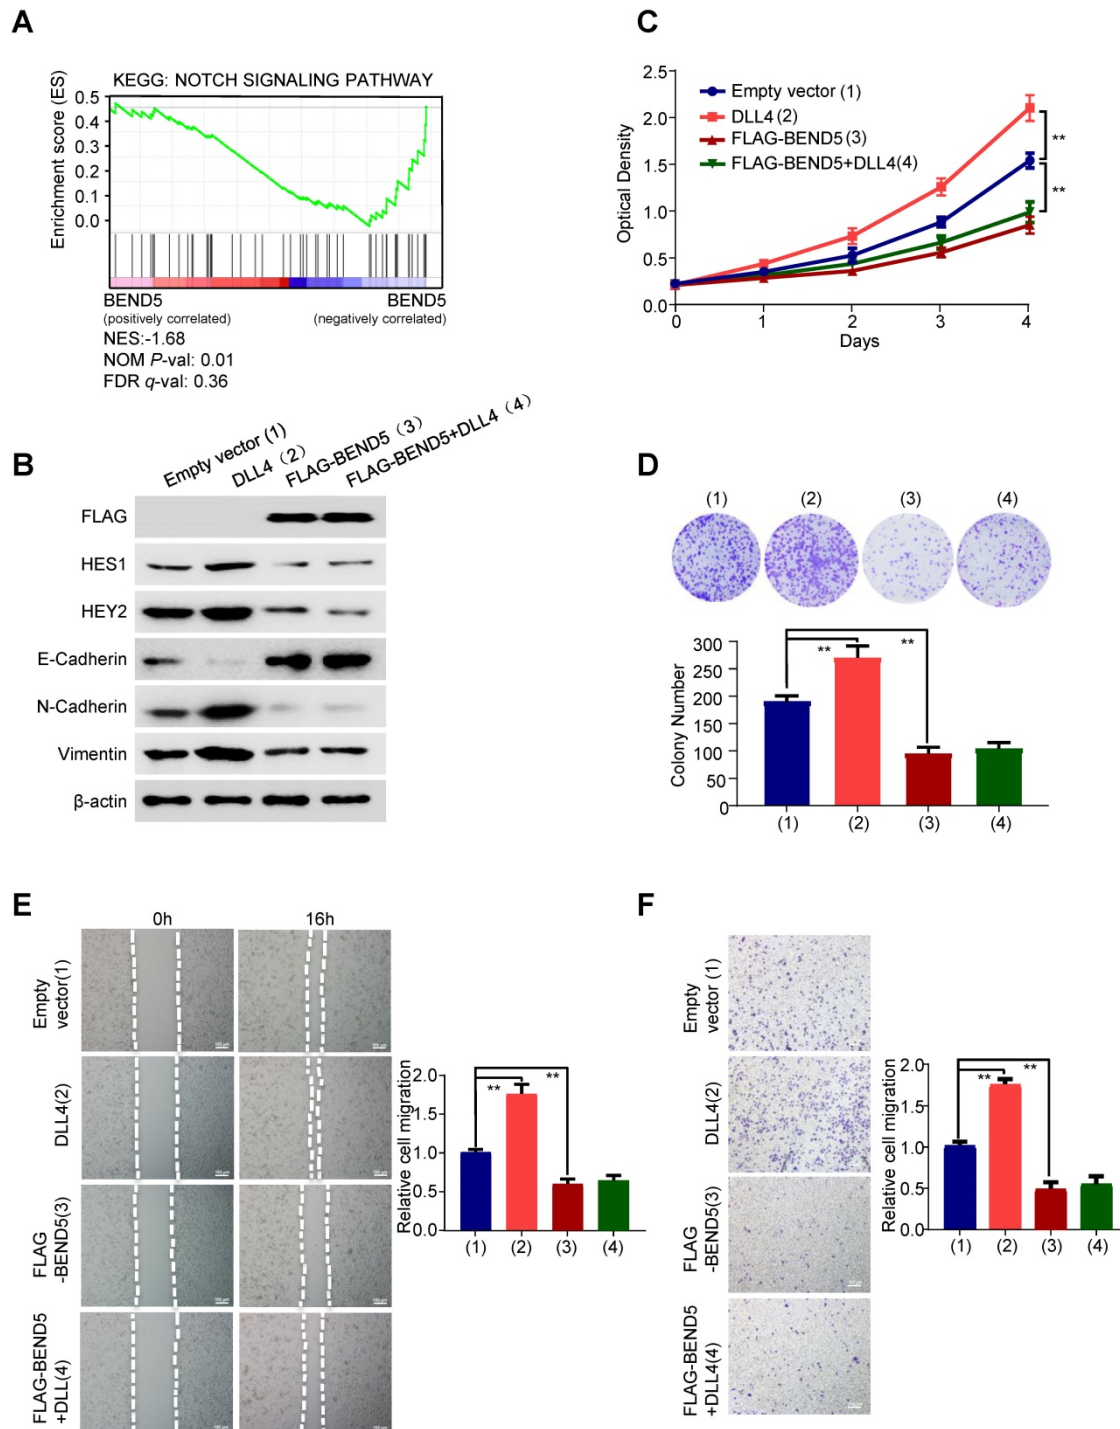 A
KEGG: NOTCH SIGNALING PATHWAY
Enrichment score (ES)
0.5
0.4
0.3
0.2
0.1
0.0
BEND5
(positively correlated)
BEND5
(negatively correlated)
NES:-1.68
NOM P-val: 0.01
FDR q-val: 0.36
B
Empty vector (1)
DLL4 (2)
FLAG-BEND5 (3)
FLAG-BEND5+DLL4 (4)
FLAG
HES1
HEY2
E-Cadherin
N-Cadherin
Vimentin
β-actin
C
Optical Density
2.5
2.0
1.5
1.0
0.5
0.0
Empty vector (1)
DLL4 (2)
FLAG-BEND5 (3)
FLAG-BEND5+DLL4(4)
**
**
0
1
2
3
4
Days
D
(1)
(2)
(3)
(4)
Colony Number
300
250
200
150
100
50
0
**
**
(1)
(2)
(3)
(4)
E
0h
16h
Empty vector(1)
DLL4(2)
FLAG
-BEND5(3)
FLAG-BEND5
+DLL(4)
Relative cell migration
2.0
1.5
1.0
0.5
0.0
**
**
(1)
(2)
(3)
(4)
F
Empty
vector (1)
DLL4(2)
FLAG
-BEND5(3)
FLAG-BEND5
+DLL4(4)
Relative cell migration
2.0
1.5
1.0
0.5
0.0
**
**
(1)
(2)
(3)
(4)